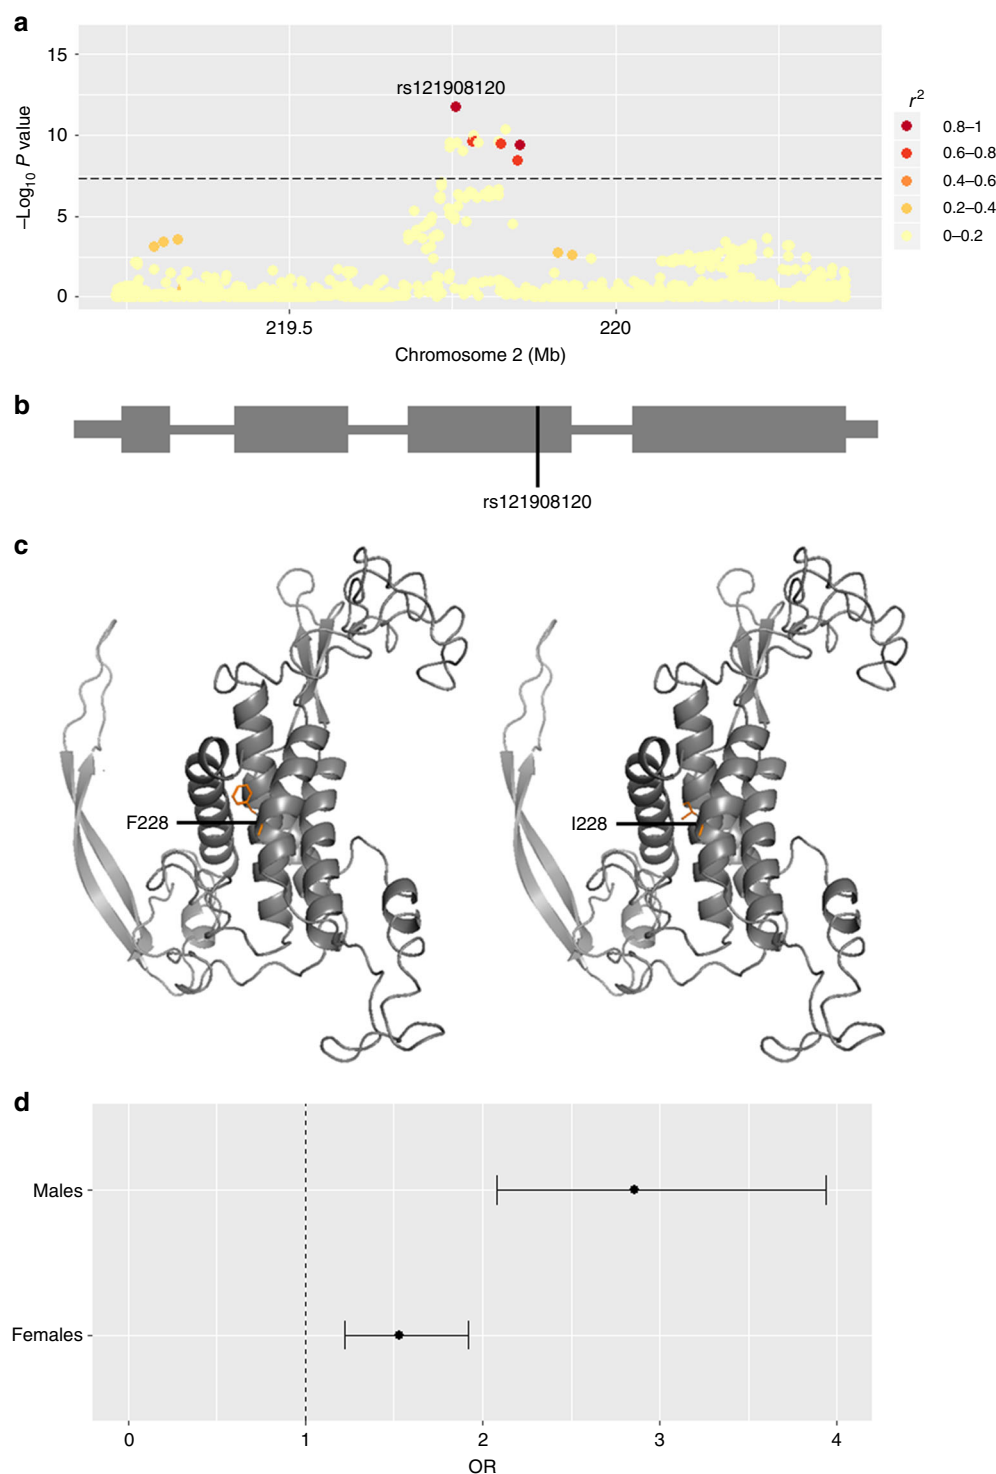 a
rs121908120
15
10
5
0
−Log10 P value
219.5 220
Chromosome 2 (Mb)
r2
0.8–1
0.6–0.8
0.4–0.6
0.2–0.4
0–0.2
b
rs121908120
c
F228
I228
d
Males
Females
0 1 2 3 4
OR